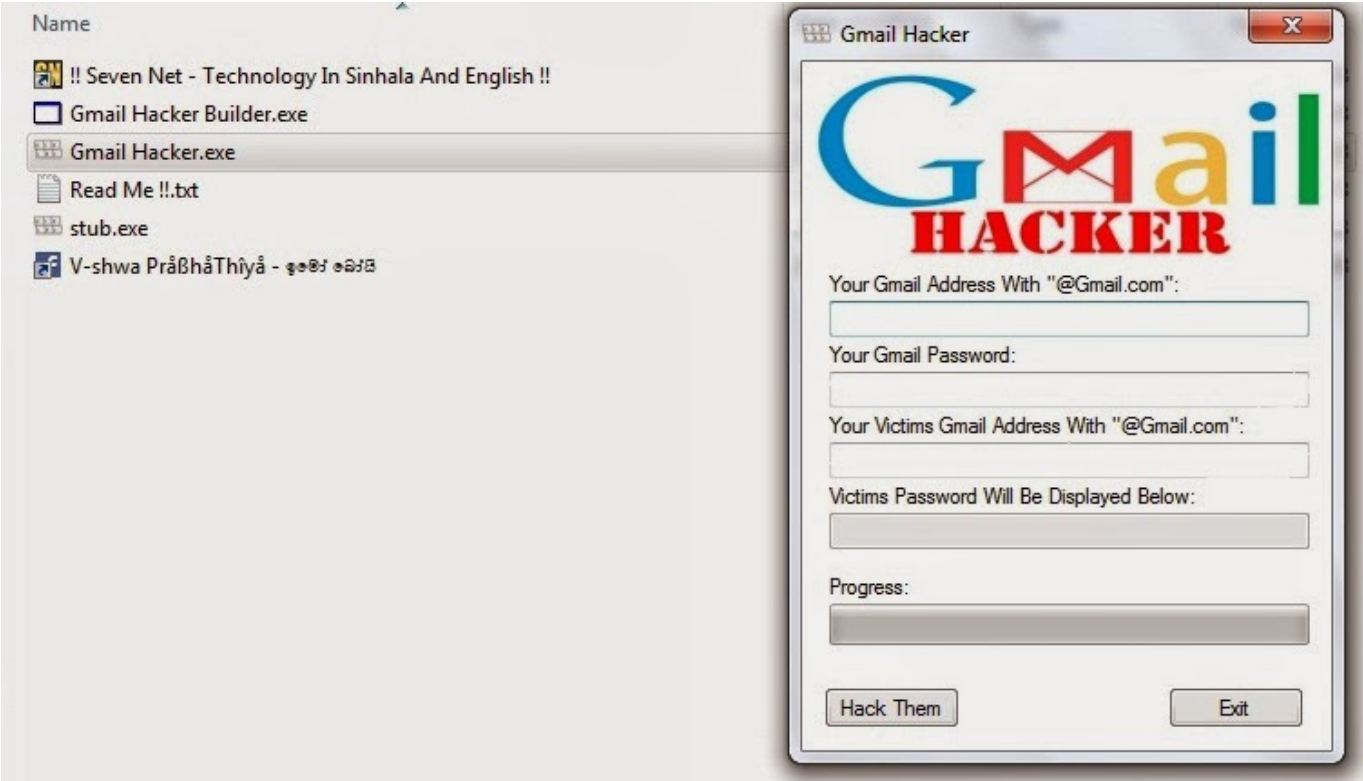 Name
!! Seven Net - Technology In Sinhala And English !!
Gmail Hacker Builder.exe
Gmail Hacker.exe
Read Me !!.txt
stub.exe
V-shwa PråßhåThîyå -
Gmail Hacker
Gmail
HACKER
Your Gmail Address With "@Gmail.com":
Your Gmail Password:
Your Victims Gmail Address With "@Gmail.com":
Victims Password Will Be Displayed Below:
Progress:
Hack Them
Exit